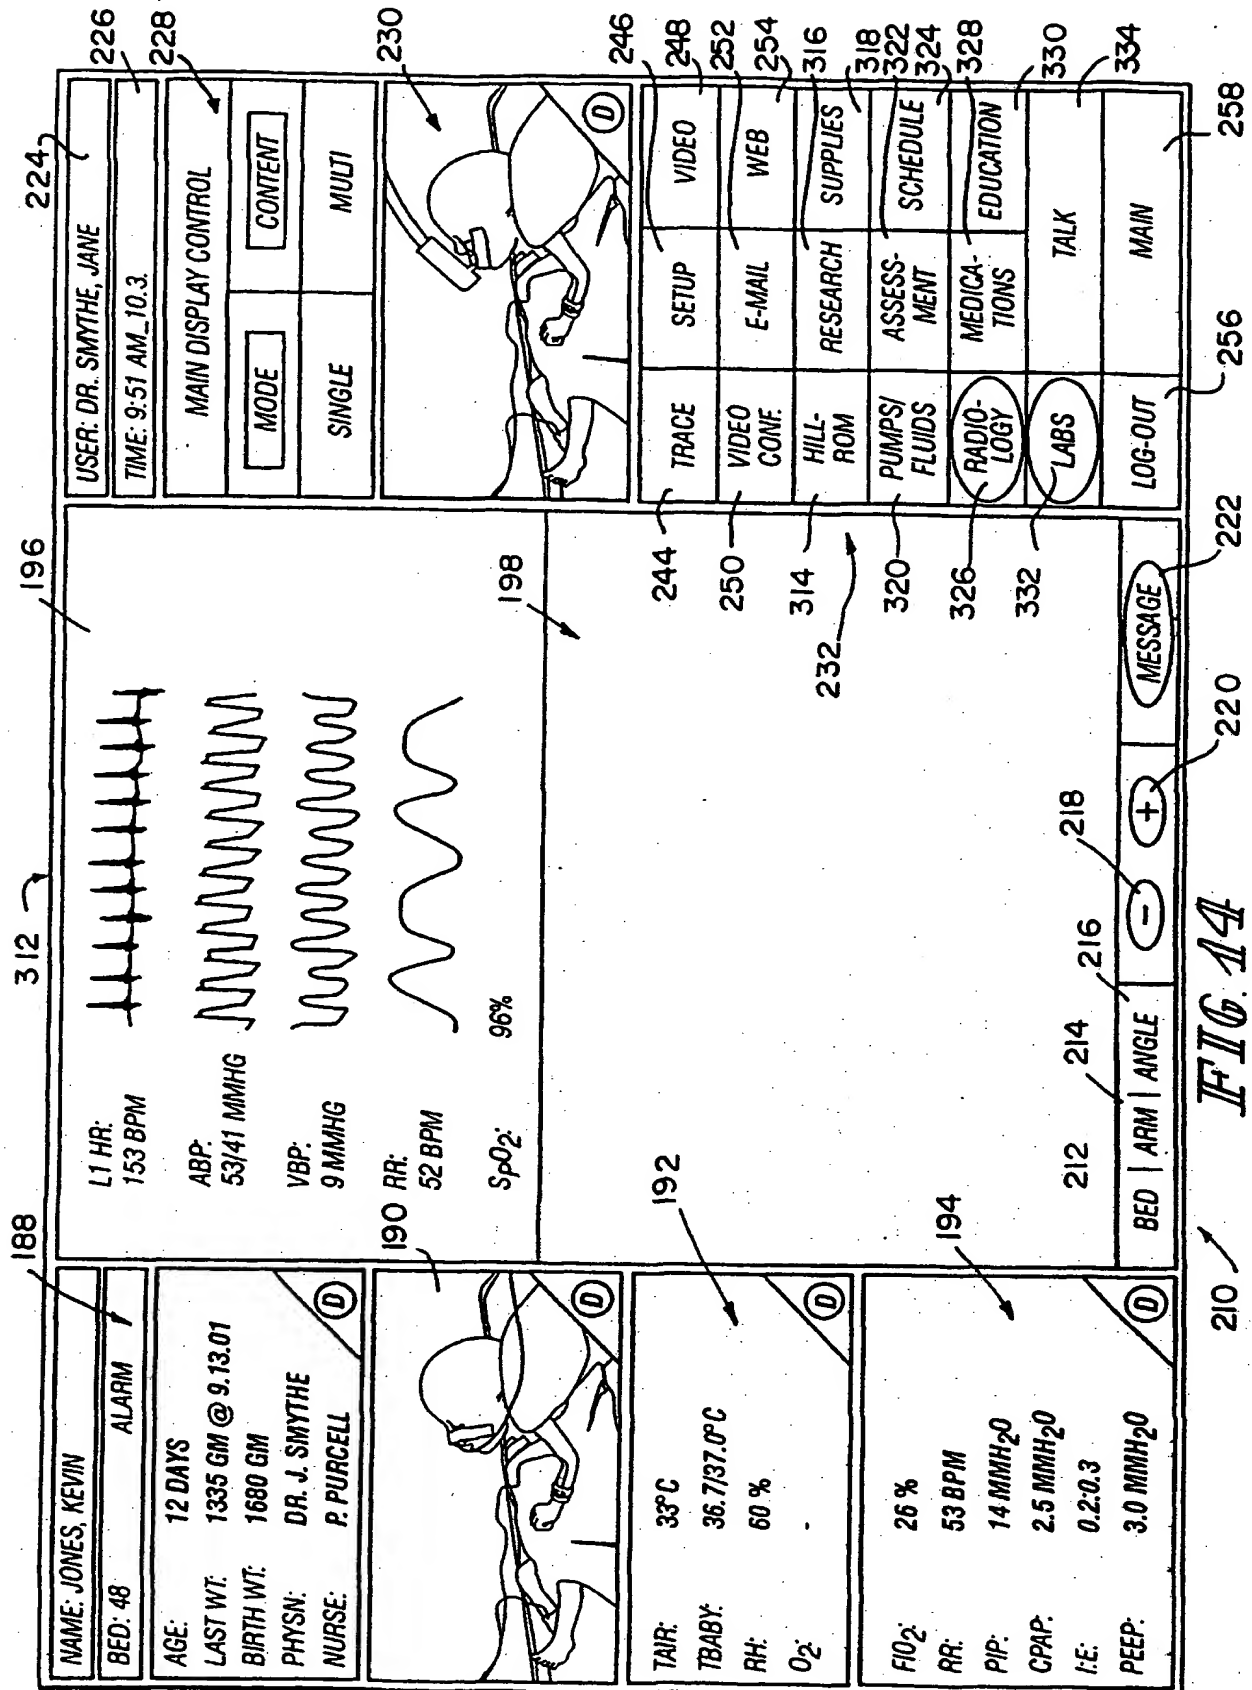 312
188
196
224
226
228
230
NAME: JONES, KEVIN
BED: 48 ALARM
AGE: 12 DAYS
LAST WT: 1335 GM @ 9.13.01
BIRTH WT: 1680 GM
PHYSN: DR. J. SMYTHE
NURSE: P. PURCELL
D
190
D
TAIR: 33°C
TBABY: 36.7/37.0°C
RH: 60 %
O2: -
D
192
FIO2: 26 %
RR: 53 BPM
PIP: 14 MMH2O
CPAP: 2.5 MMH2O
I:E: 0.2:0.3
PEEP: 3.0 MMH2O
D
194
L1 HR:
153 BPM
ABP:
53/41 MMHG
VBP:
9 MMHG
RR:
52 BPM
SpO2: 96%
198
212
214
216
218
BED | ARM | ANGLE
-
+
MESSAGE
210
220
222
USER: DR. SMYTHE, JANE
TIME: 9:51 AM_10.3.
MAIN DISPLAY CONTROL
MODE CONTENT
SINGLE MULTI
D
TRACE SETUP VIDEO
VIDEO CONF. E-MAIL WEB
HILL-ROM RESEARCH SUPPLIES
PUMPS/FLUIDS ASSESS-MENT SCHEDULE
RADIO-LOGY MEDICA-TIONS EDUCATION
LABS TALK
LOG-OUT MAIN
244
250
314
232
320
326
332
246
248
252
254
316
318
322
324
328
330
334
256
258
FIG. 14